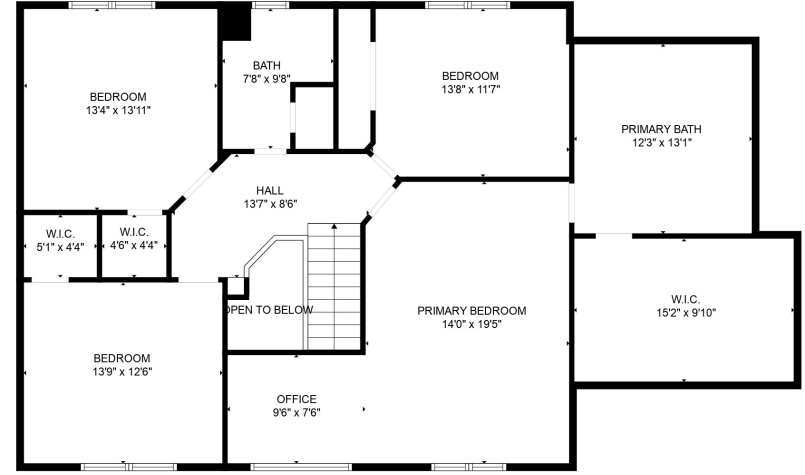 BEDROOM
13'4" x 13'11"
BATH
7'8" x 9'8"
BEDROOM
13'8" x 11'7"
PRIMARY BATH
12'3" x 13'1"
HALL
13'7" x 8'6"
W.I.C.
5'1" x 4'4"
W.I.C.
4'6" x 4'4"
OPEN TO BELOW
PRIMARY BEDROOM
14'0" x 19'5"
W.I.C.
15'2" x 9'10"
BEDROOM
13'9" x 12'6"
OFFICE
9'6" x 7'6"